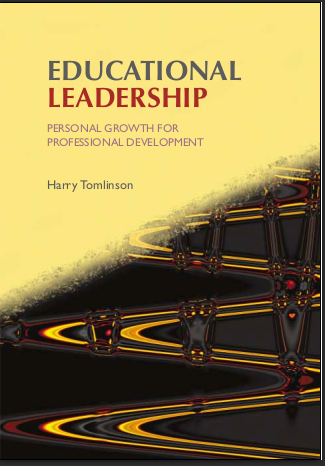 EDUCATIONAL
LEADERSHIP
PERSONAL GROWTH FOR
PROFESSIONAL DEVELOPMENT
Harry Tomlinson